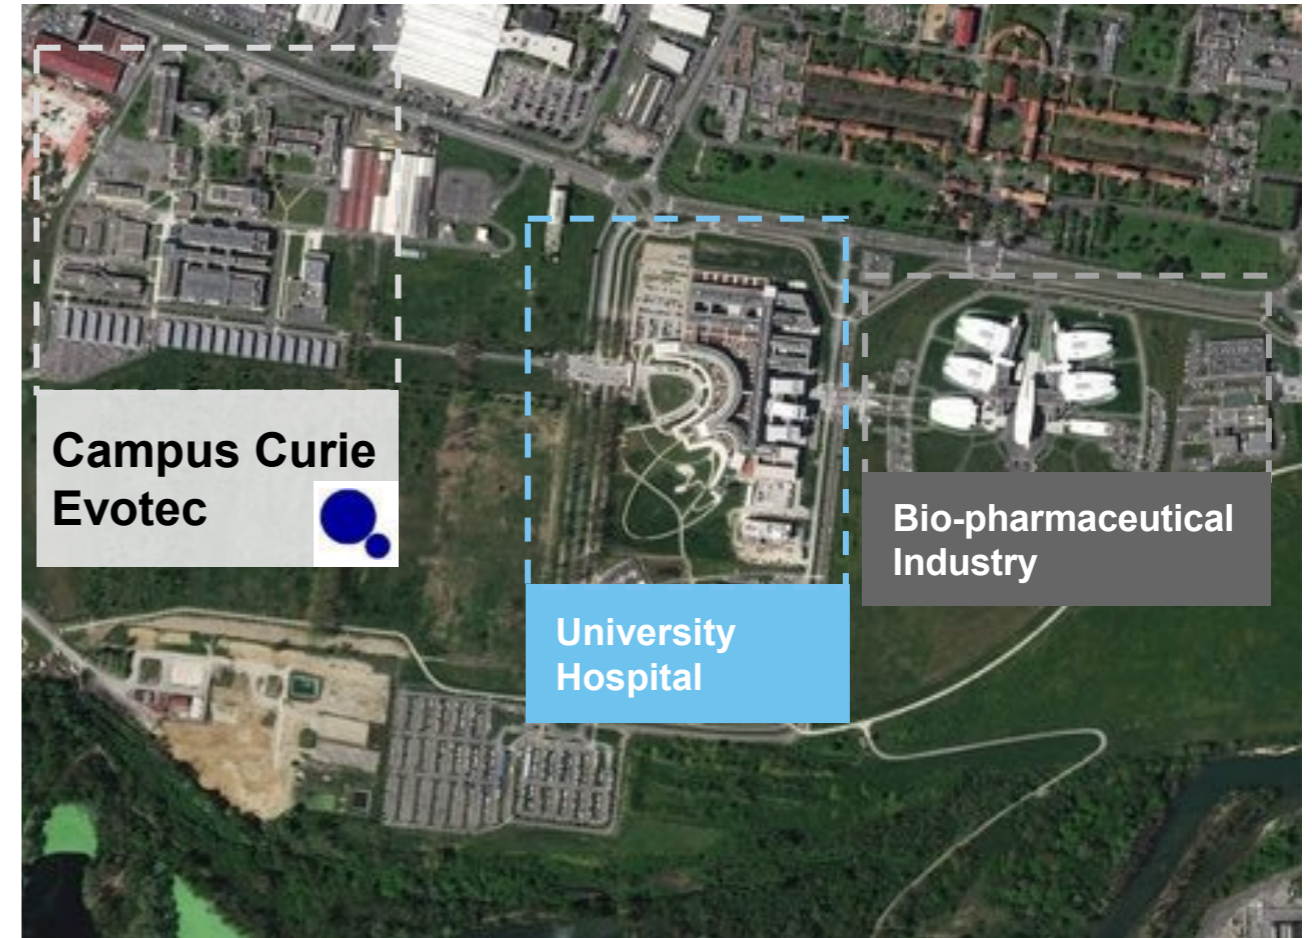 Campus Curie
Evotec
University
Hospital
Bio-pharmaceutical
Industry